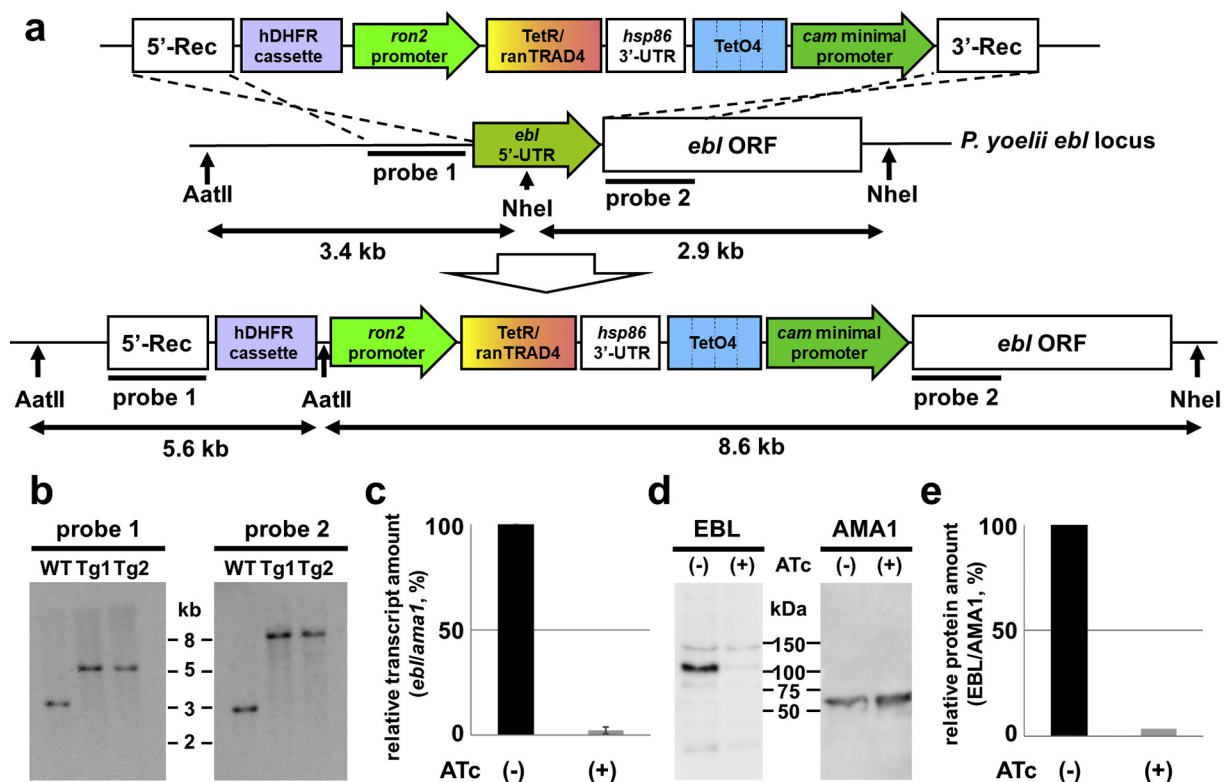 a
5'-Rec
hDHFR
cassette
ron2
promoter
TetR/
ranTRAD4
hsp86
3'-UTR
TetO4
cam minimal
promoter
3'-Rec
ebl
5'-UTR
ebl ORF
P. yoelii ebl locus
probe 1
probe 2
AatII
NheI
NheI
3.4 kb
2.9 kb
5'-Rec
hDHFR
cassette
ron2
promoter
TetR/
ranTRAD4
hsp86
3'-UTR
TetO4
cam minimal
promoter
ebl ORF
probe 1
probe 2
AatII
AatII
NheI
5.6 kb
8.6 kb
b
probe 1
probe 2
WT Tg1 Tg2
WT Tg1 Tg2
kb
8
5
3
2
c
relative transcript amount
(ebl/ama1, %)
100
50
0
ATc (-) (+)
d
EBL
AMA1
(-) (+) ATc (-) (+)
kDa
150
100
75
50
e
relative protein amount
(EBL/AMA1, %)
100
50
0
ATc (-) (+)